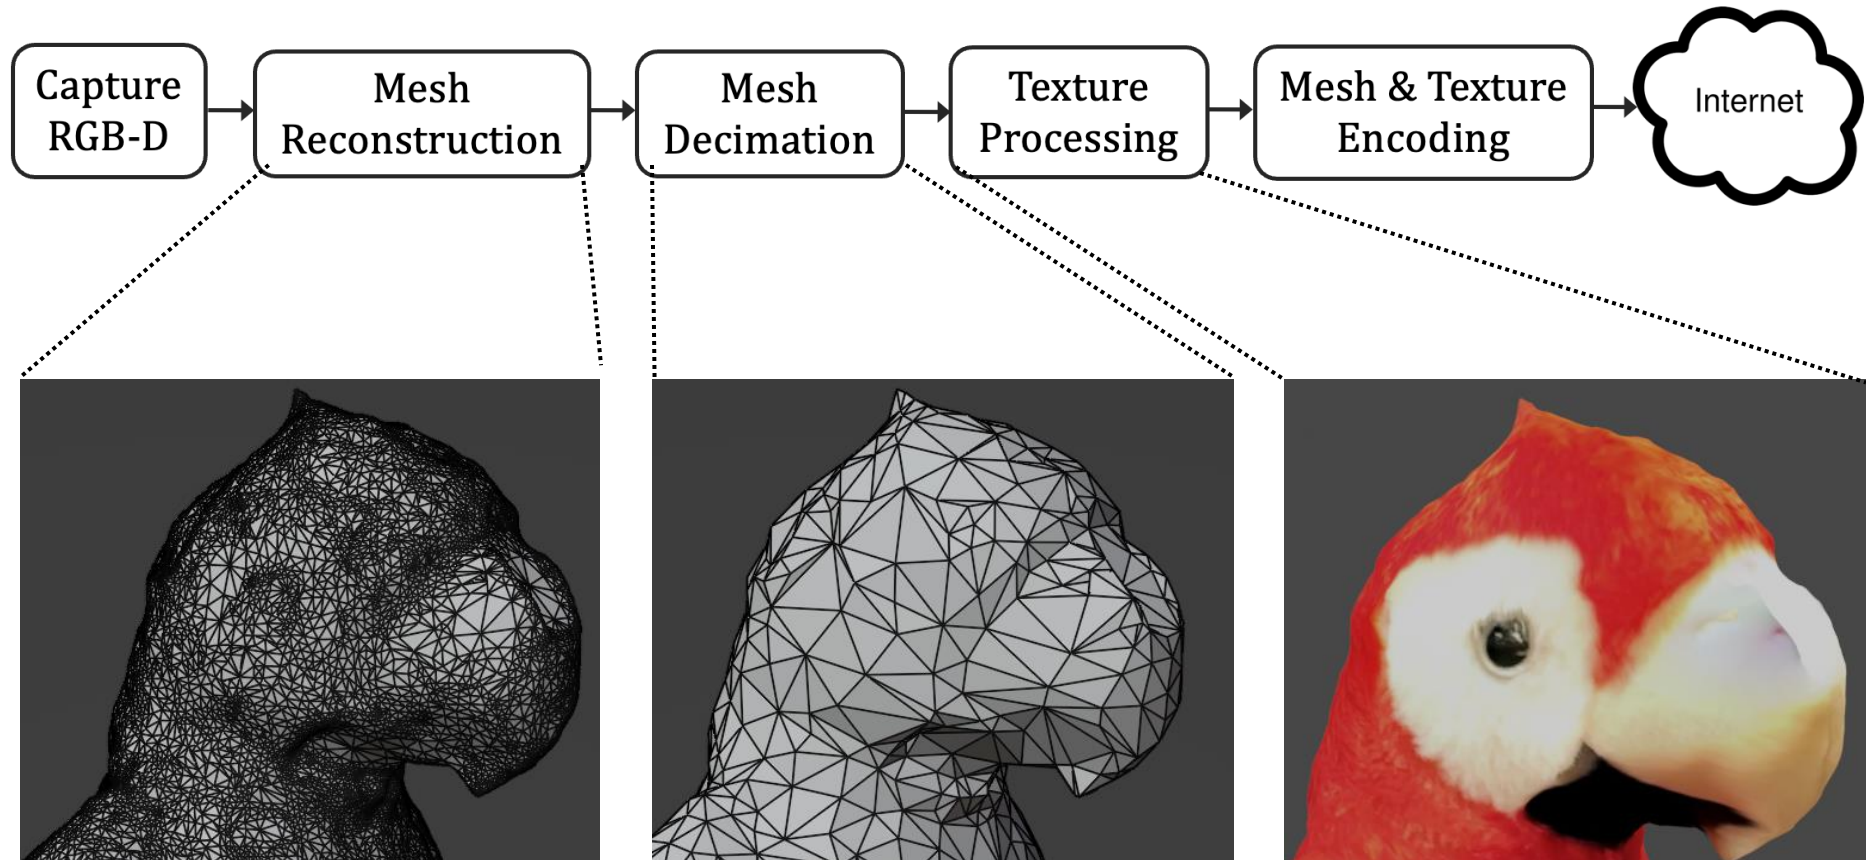 Capture
RGB-D
Mesh
Reconstruction
Mesh
Decimation
Texture
Processing
Mesh & Texture
Encoding
Internet